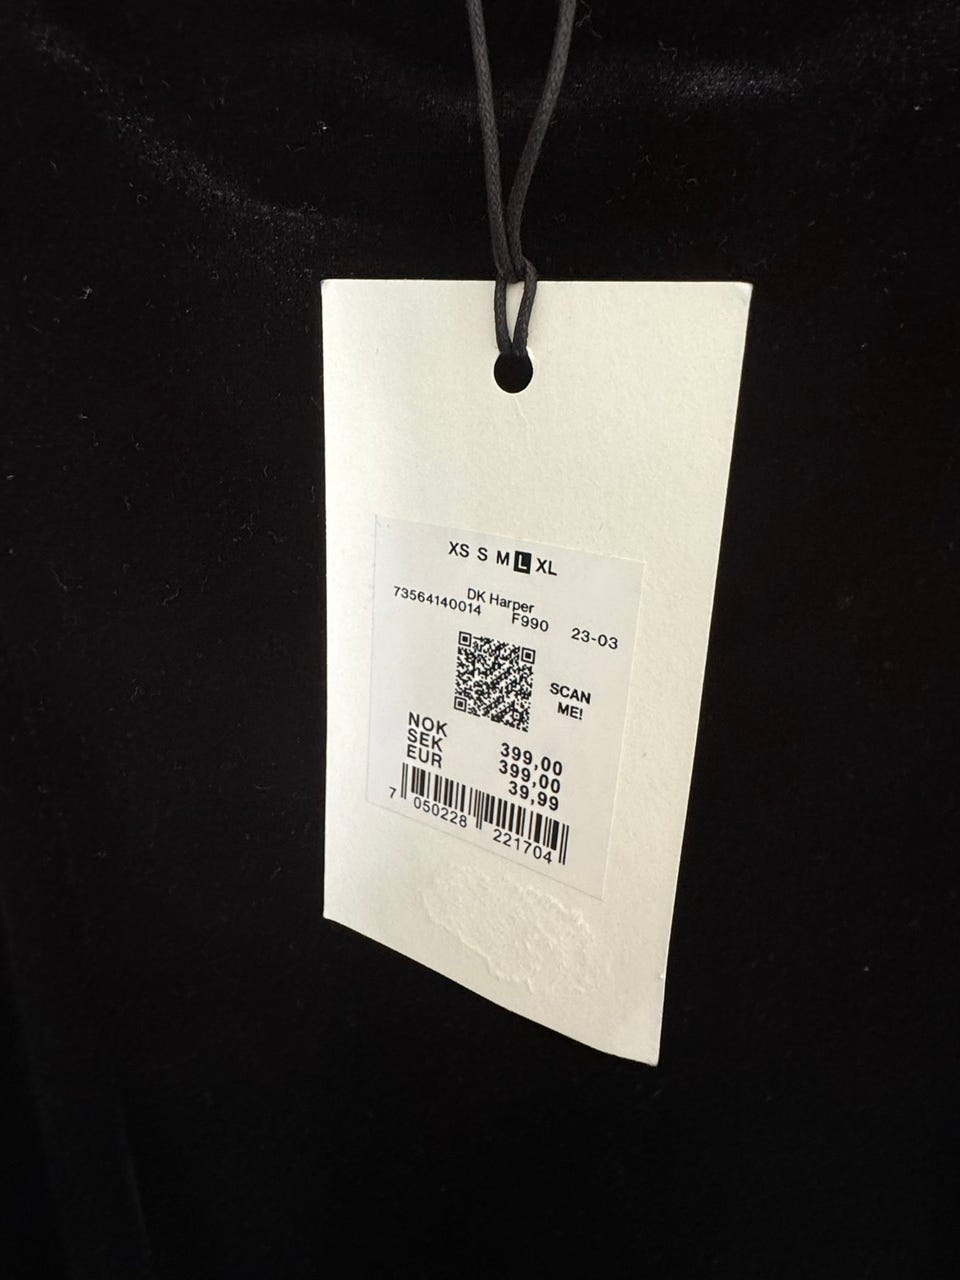 XS S M L XL
DK Harper
73564140014 F990 23-03
SCAN
ME!
NOK 399,00
SEK 399,00
EUR 39,99
7 050228 221704